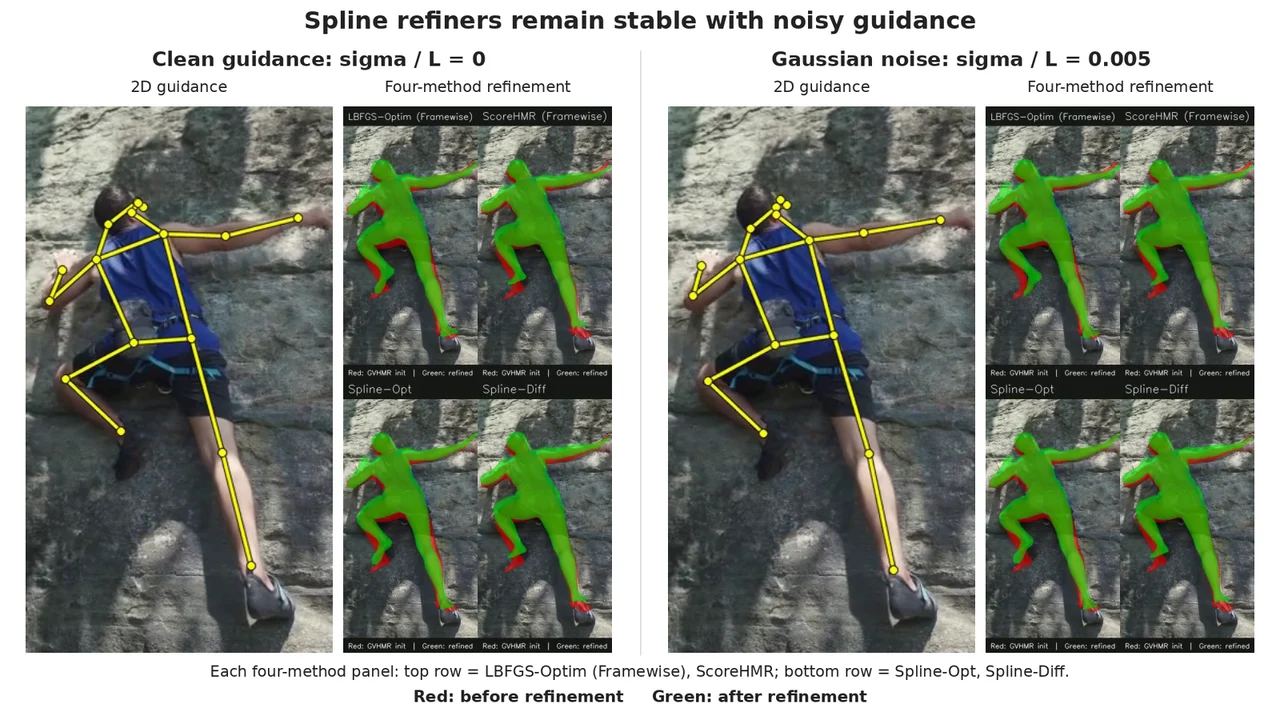 Spline refiners remain stable with noisy guidance
Clean guidance: sigma / L = 0
2D guidance
Four-method refinement
LBFGS-Optim (Framewise)
ScoreHMR (Framewise)
Red: GVHMR init | Green: refined
Red: GVHMR init | Green: refined
Spline-Opt
Spline-Diff
Red: GVHMR init | Green: refined
Red: GVHMR init | Green: refined
Gaussian noise: sigma / L = 0.005
2D guidance
Four-method refinement
LBFGS-Optim (Framewise)
ScoreHMR (Framewise)
Red: GVHMR init | Green: refined
Red: GVHMR init | Green: refined
Spline-Opt
Spline-Diff
Red: GVHMR init | Green: refined
Red: GVHMR init | Green: refined
Each four-method panel: top row = LBFGS-Optim (Framewise), ScoreHMR; bottom row = Spline-Opt, Spline-Diff.
Red: before refinement Green: after refinement